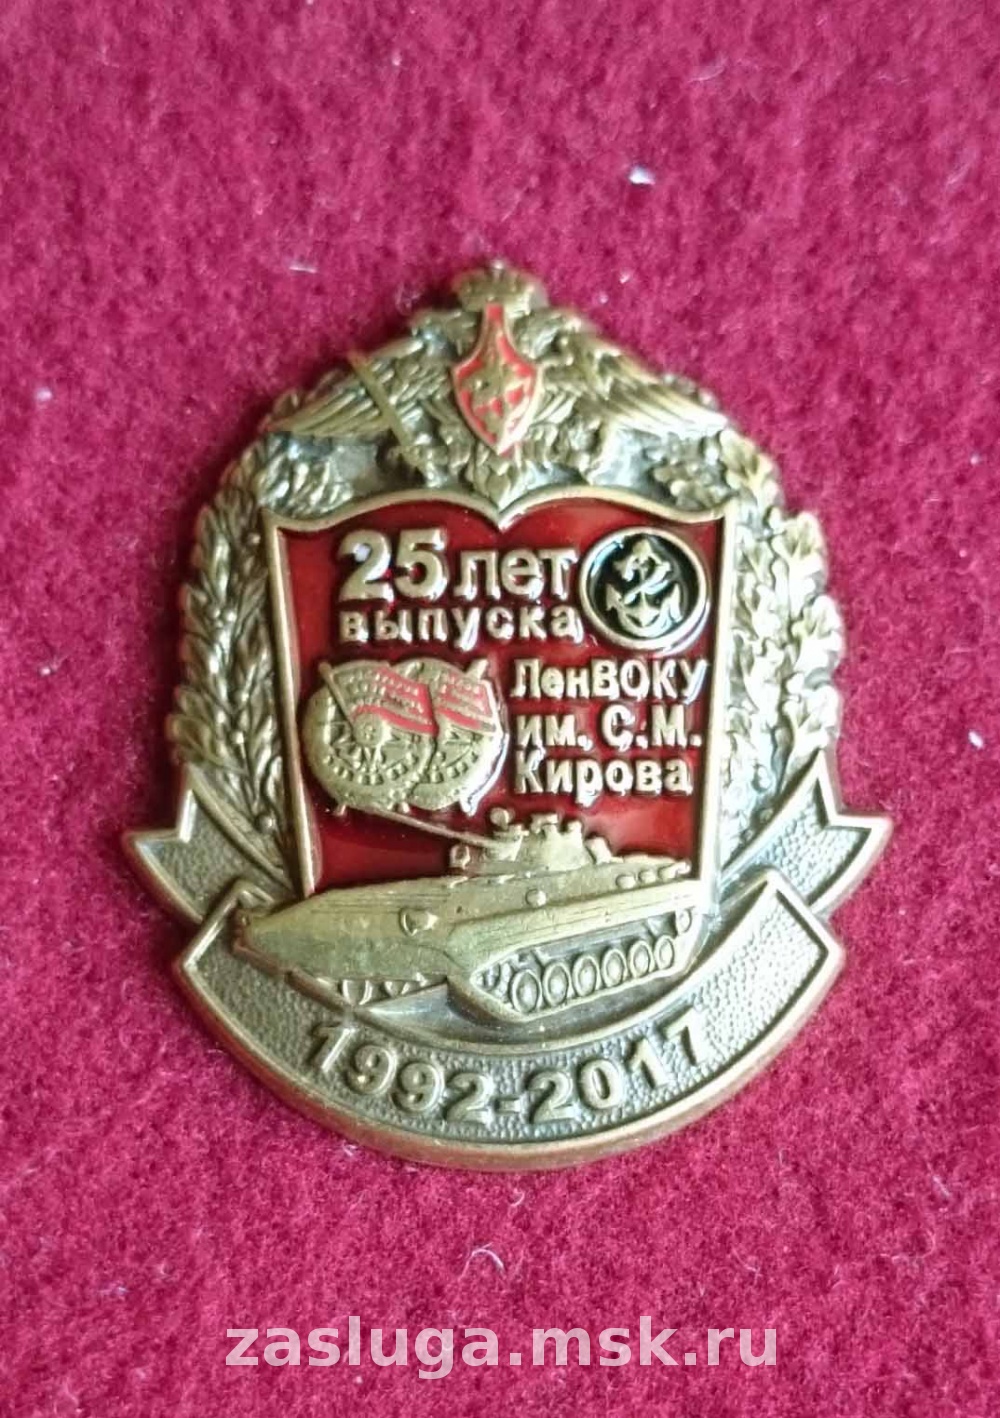 25 лет
выпуска
ЛенВОКУ
им. С.М.
Кирова
1992-2017
zasluga.msk.ru